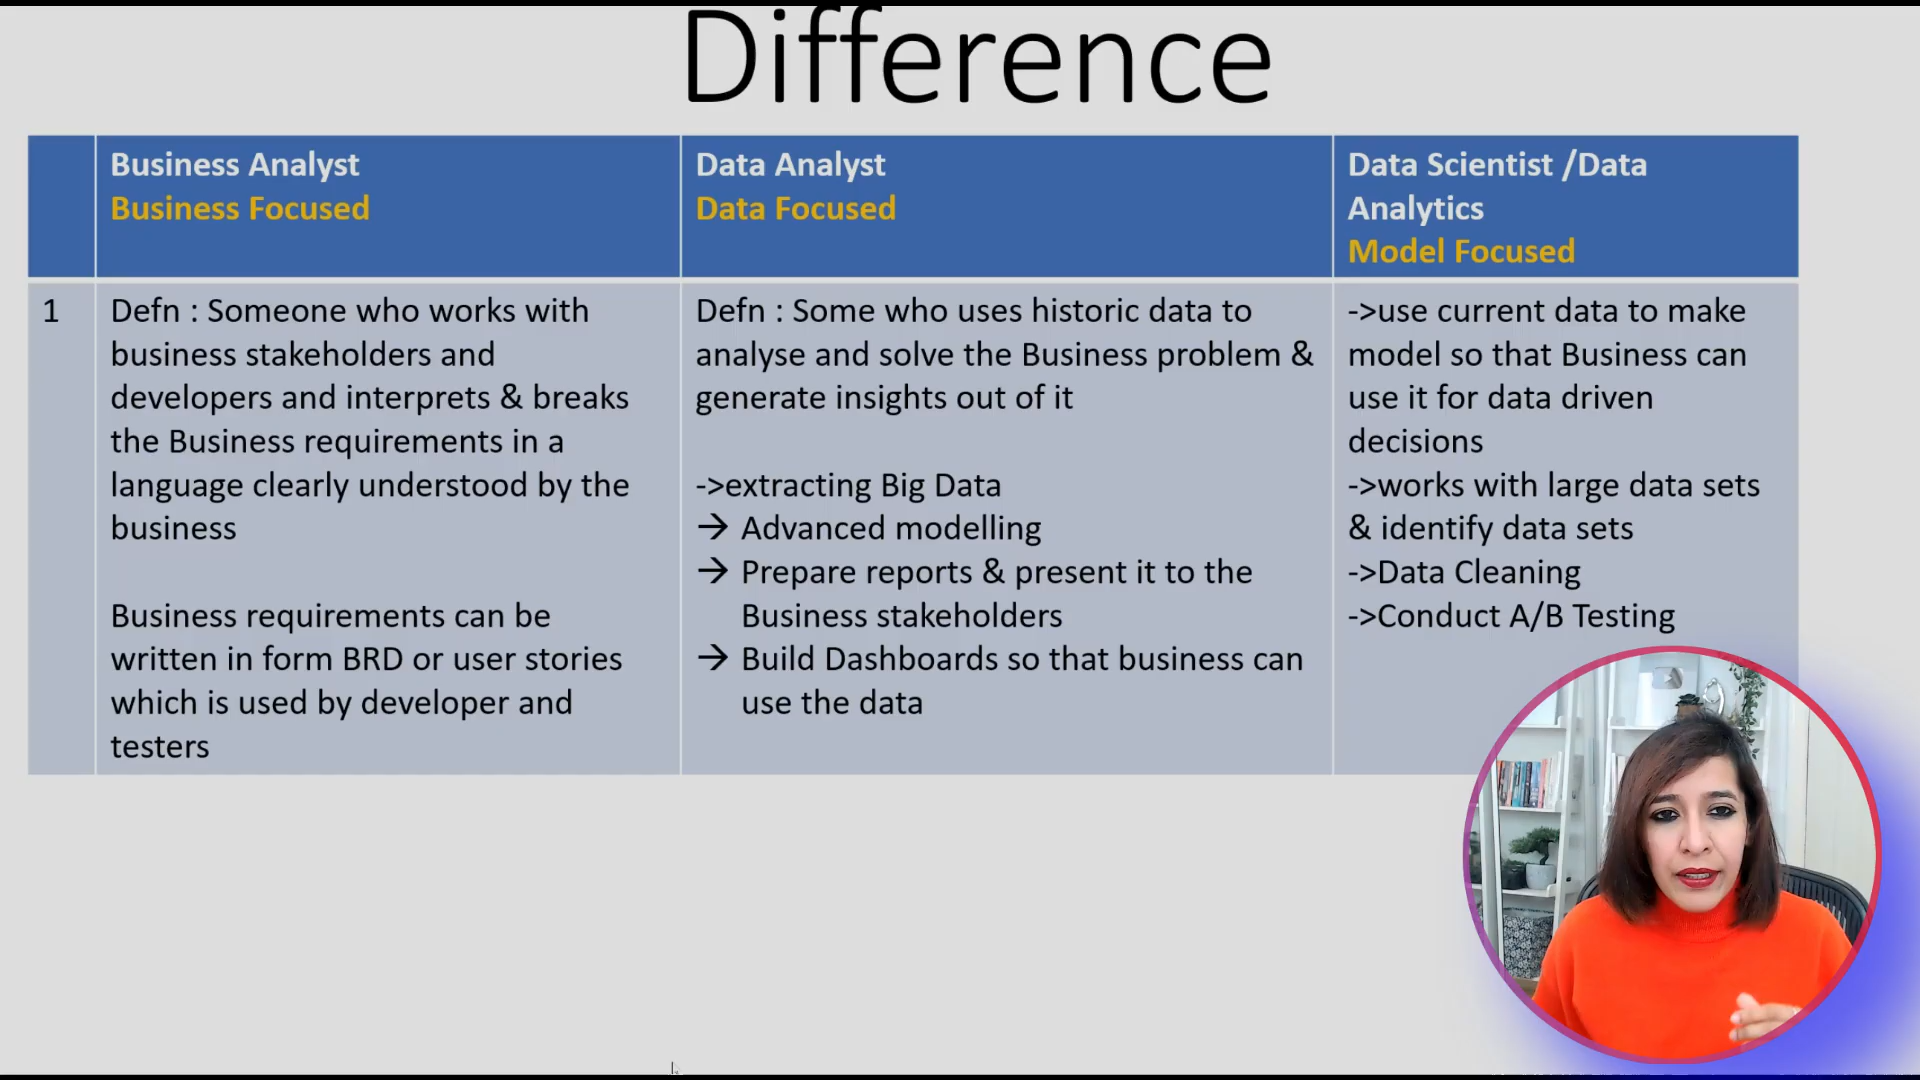 Difference
Business Analyst
Business Focused
Data Analyst
Data Focused
Data Scientist /Data
Analytics
Model Focused
1
Defn : Someone who works with
business stakeholders and
developers and interprets & breaks
the Business requirements in a
language clearly understood by the
business
Business requirements can be
written in form BRD or user stories
which is used by developer and
testers
Defn : Some who uses historic data to
analyse and solve the Business problem &
generate insights out of it
->extracting Big Data
→ Advanced modelling
→ Prepare reports & present it to the
Business stakeholders
→ Build Dashboards so that business can
use the data
->use current data to make
model so that Business can
use it for data driven
decisions
->works with large data sets
& identify data sets
->Data Cleaning
->Conduct A/B Testing